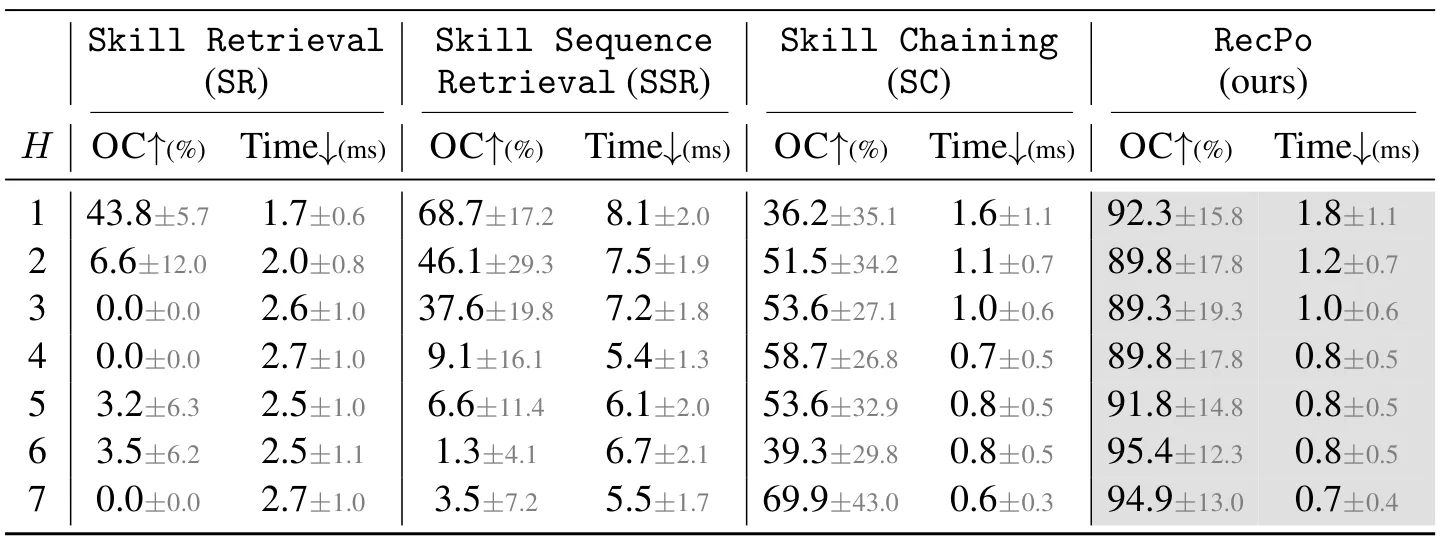 Skill Retrieval Skill Sequence Skill Chaining RecPo
(SR) Retrieval (SSR) (SC) (ours)
H OC↑(%) Time↓(ms) OC↑(%) Time↓(ms) OC↑(%) Time↓(ms) OC↑(%) Time↓(ms)
1 43.8±5.7 1.7±0.6 68.7±17.2 8.1±2.0 36.2±35.1 1.6±1.1 92.3±15.8 1.8±1.1
2 6.6±12.0 2.0±0.8 46.1±29.3 7.5±1.9 51.5±34.2 1.1±0.7 89.8±17.8 1.2±0.7
3 0.0±0.0 2.6±1.0 37.6±19.8 7.2±1.8 53.6±27.1 1.0±0.6 89.3±19.3 1.0±0.6
4 0.0±0.0 2.7±1.0 9.1±16.1 5.4±1.3 58.7±26.8 0.7±0.5 89.8±17.8 0.8±0.5
5 3.2±6.3 2.5±1.0 6.6±11.4 6.1±2.0 53.6±32.9 0.8±0.5 91.8±14.8 0.8±0.5
6 3.5±6.2 2.5±1.1 1.3±4.1 6.7±2.1 39.3±29.8 0.8±0.5 95.4±12.3 0.8±0.5
7 0.0±0.0 2.7±1.0 3.5±7.2 5.5±1.7 69.9±43.0 0.6±0.3 94.9±13.0 0.7±0.4